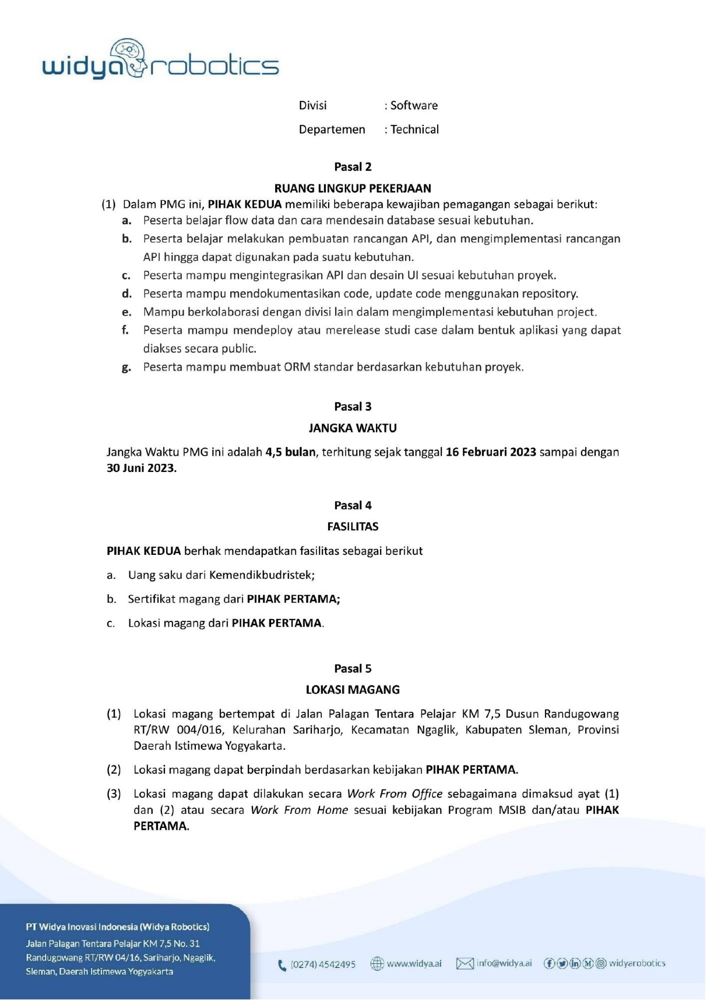 widya robotics
Divisi : Software
Departemen : Technical
Pasal 2
RUANG LINGKUP PEKERJAAN
(1) Dalam PMG ini, PIHAK KEDUA memiliki beberapa kewajiban pemagangan sebagai berikut:
a. Peserta belajar flow data dan cara mendesain database sesuai kebutuhan.
b. Peserta belajar melakukan pembuatan rancangan API, dan mengimplementasi rancangan
API hingga dapat digunakan pada suatu kebutuhan.
c. Peserta mampu mengintegrasikan API dan desain UI sesuai kebutuhan proyek.
d. Peserta mampu mendokumentasikan code, update code menggunakan repository.
e. Mampu berkolaborasi dengan divisi lain dalam mengimplementasi kebutuhan project.
f. Peserta mampu mendeploy atau merelease studi case dalam bentuk aplikasi yang dapat
diakses secara public.
g. Peserta mampu membuat ORM standar berdasarkan kebutuhan proyek.
Pasal 3
JANGKA WAKTU
Jangka Waktu PMG ini adalah 4,5 bulan, terhitung sejak tanggal 16 Februari 2023 sampai dengan
30 Juni 2023.
Pasal 4
FASILITAS
PIHAK KEDUA berhak mendapatkan fasilitas sebagai berikut
a. Uang saku dari Kemendikbudristek;
b. Sertifikat magang dari PIHAK PERTAMA;
c. Lokasi magang dari PIHAK PERTAMA.
Pasal 5
LOKASI MAGANG
(1) Lokasi magang bertempat di Jalan Palagan Tentara Pelajar KM 7,5 Dusun Randugowang
RT/RW 004/016, Kelurahan Sariharjo, Kecamatan Ngaglik, Kabupaten Sleman, Provinsi
Daerah Istimewa Yogyakarta.
(2) Lokasi magang dapat berpindah berdasarkan kebijakan PIHAK PERTAMA.
(3) Lokasi magang dapat dilakukan secara Work From Office sebagaimana dimaksud ayat (1)
dan (2) atau secara Work From Home sesuai kebijakan Program MSIB dan/atau PIHAK
PERTAMA.
PT Widya Inovasi Indonesia (Widya Robotics)
Jalan Palagan Tentara Pelajar KM 7,5 No. 31
Randugowang RT/RW 04/16, Sariharjo, Ngaglik,
Sleman, Daerah Istimewa Yogyakarta
(0274) 4542495 www.widya.ai info@widya.ai widyarobotics